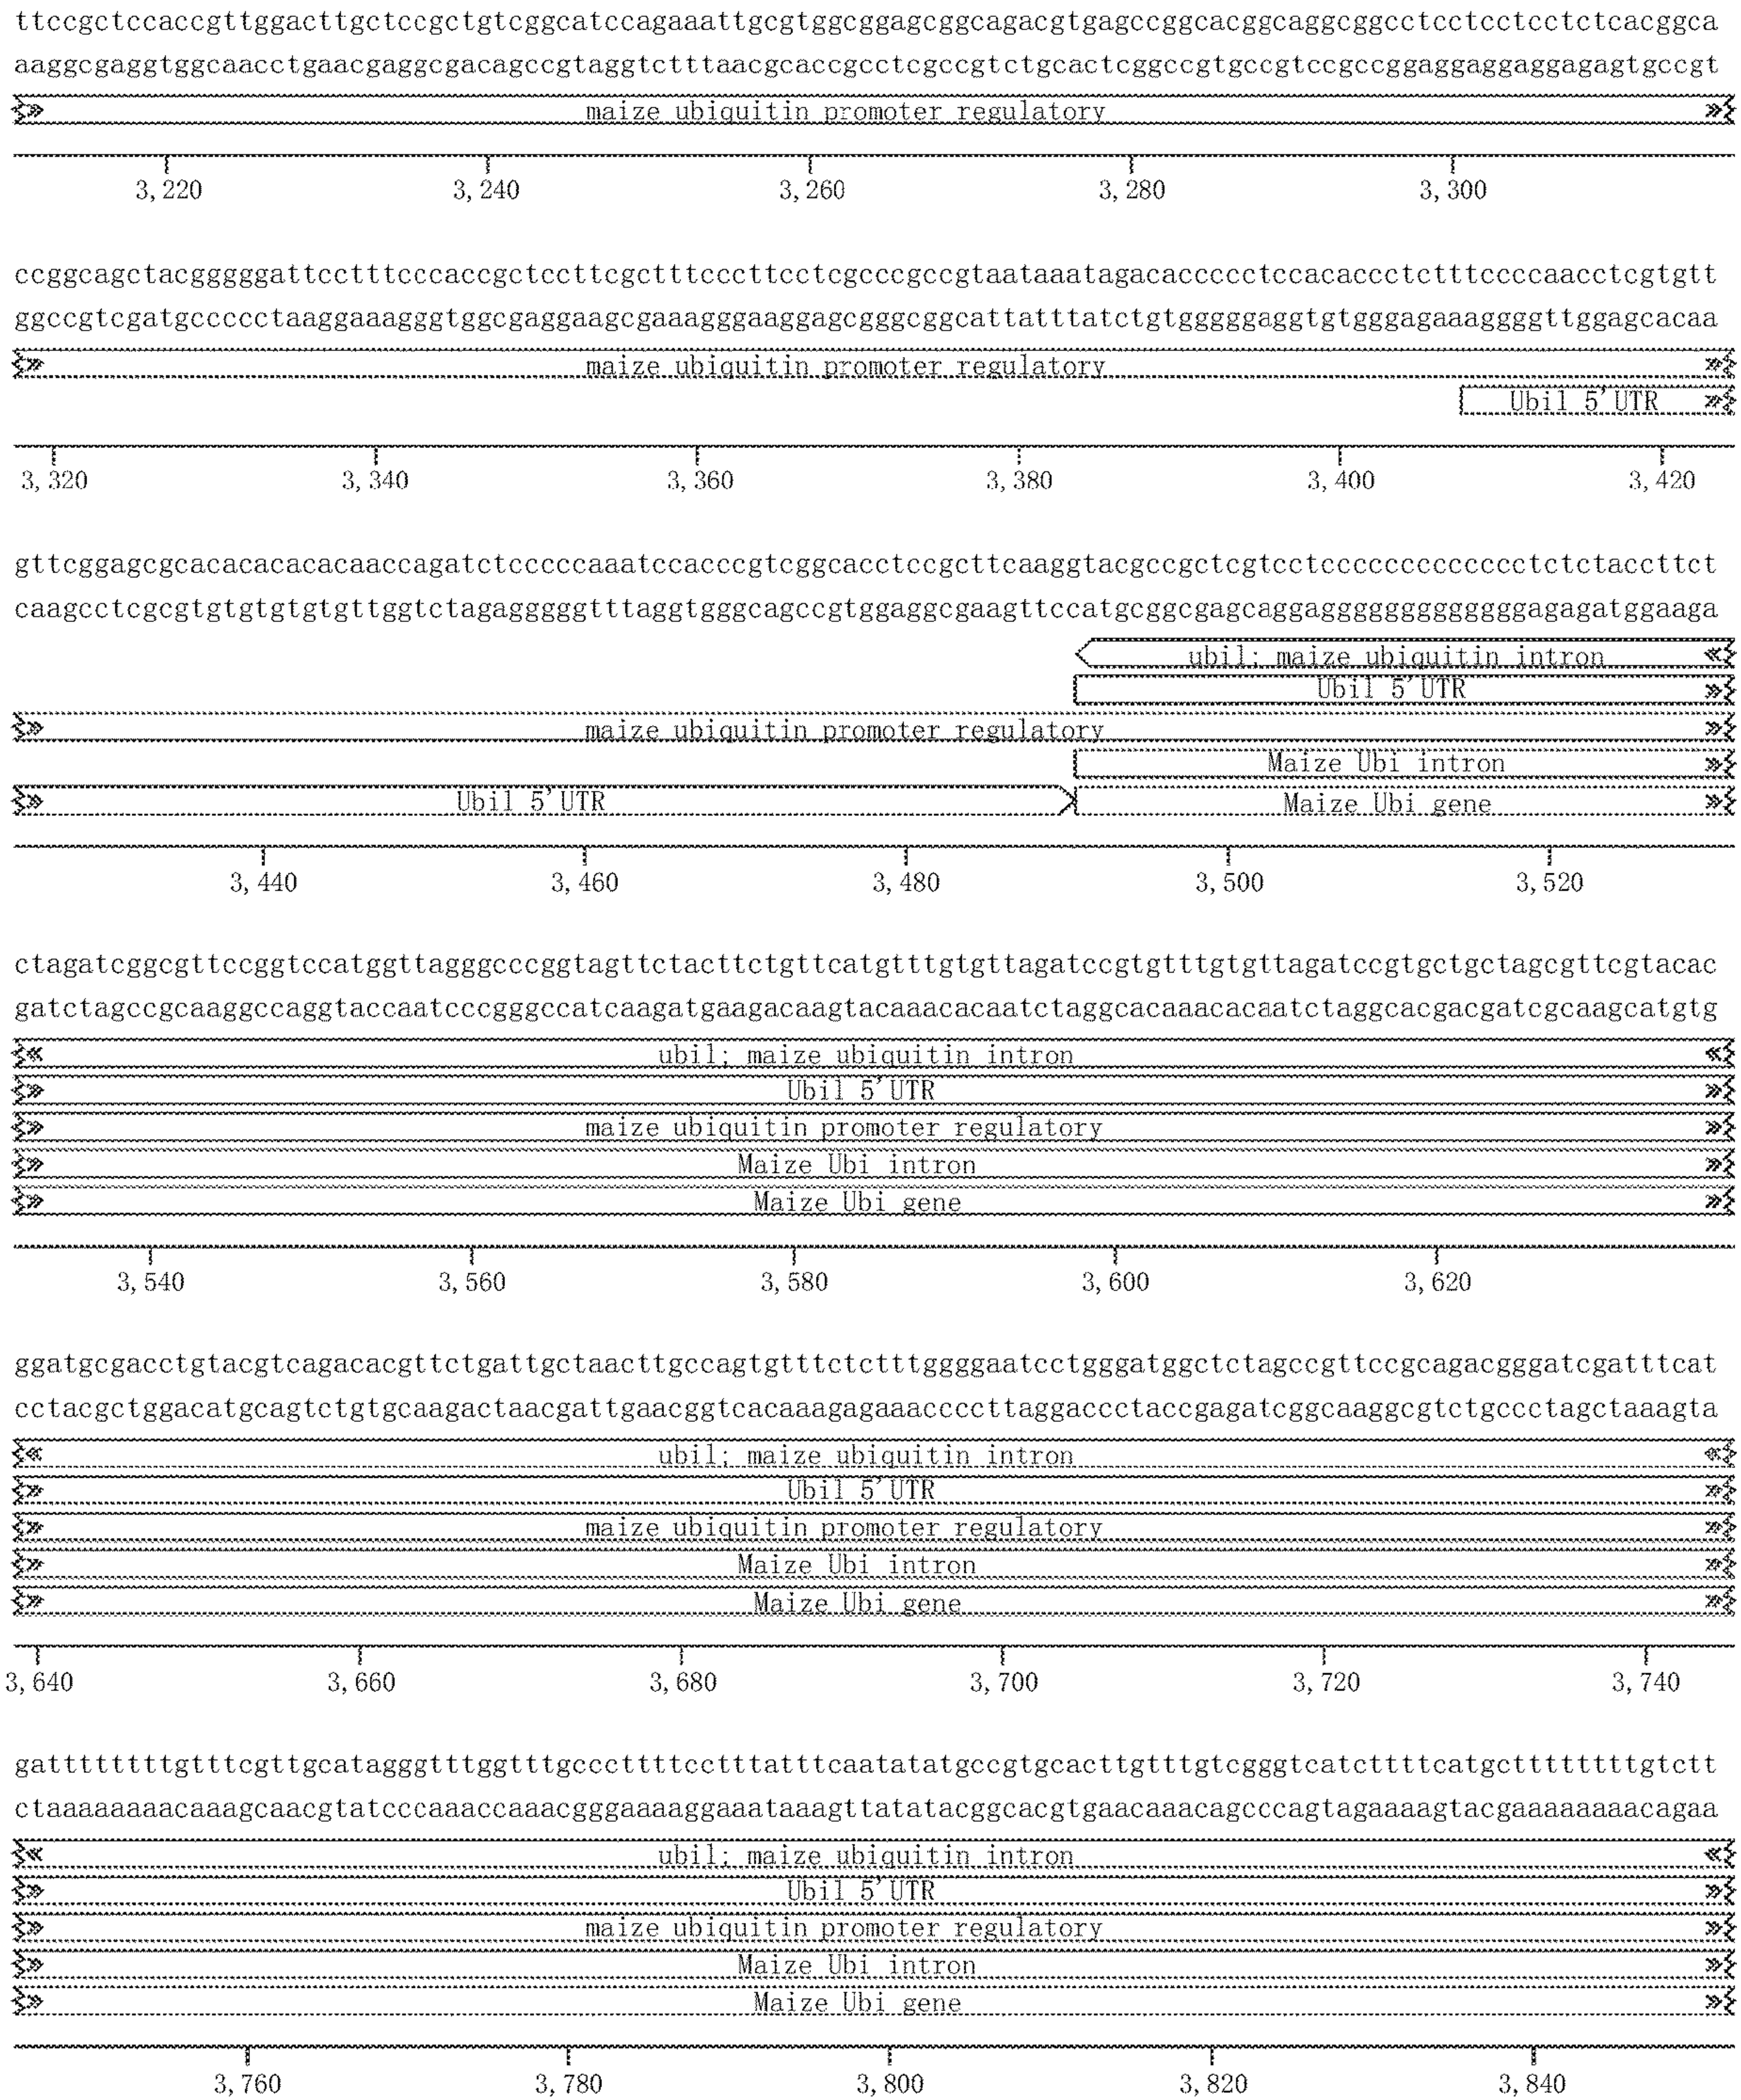 ttccgctccaccgttggacttgctccgctgtcggcatccagaaattgcgtggcggagcggcagacgtgagccggcacggcaggcggcctcctcctcctctcacggca
aaggcgaggtggcaacctgaacgaggcgacagccgtaggtctttaacgcaccgcctcgccgtctgcactcggccgtgccgtccgccggaggaggaggagagtgccgt
maize ubiquitin promoter regulatory
3,220 3,240 3,260 3,280 3,300
ccggcagctacgggggattcctttcccaccgctccttcgctttcccttcctcgcccgccgtaataaatagacaccccctccacaccctctttccccaacctcgtgtt
ggccgtcgatgccccctaaggaaagggtggcgaggaagcgaaagggaaggagcgggcggcattatttatctgtgggggaggtgtgggagaaaggggttggagcacaa
maize ubiquitin promoter regulatory
Ubi1 5'UTR
3,320 3,340 3,360 3,380 3,400 3,420
gttcggagcgcacacacacacaaccagatctcccccaaatccacccgtcggcacctccgcttcaaggtacgccgctcgtcctcccccccccccccctctctaccttct
caagcctcgcgtgtgtgtgtgttggtctagagggggtttaggtgggcagccgtggaggcgaagttccatgcggcgagcaggagggggggggggggagagatggaaga
ubi1; maize ubiquitin intron
Ubi1 5'UTR
maize ubiquitin promoter regulatory
Maize Ubi intron
Ubi1 5'UTR Maize Ubi gene
3,440 3,460 3,480 3,500 3,520
ctagatcggcgttccggtccatggttagggcccggtagttctacttctgttcatgtttgtgttagatccgtgtttgtgttagatccgtgctgctagcgttcgtacac
gatctagccgcaaggccaggtaccaatcccgggccatcaagatgaagacaagtacaaacacaatctaggcacaaacacaatctaggcacgacgatcgcaagcatgtg
ubi1; maize ubiquitin intron
Ubi1 5'UTR
maize ubiquitin promoter regulatory
Maize Ubi intron
Maize Ubi gene
3,540 3,560 3,580 3,600 3,620
ggatgcgacctgtacgtcagacacgttctgattgctaacttgccagtgtttctctttggggaatcctgggatggctctagccgttccgcagacgggatcgatttcat
cctacgctggacatgcagtctgtgcaagactaacgattgaacggtcacaaagagaaaccccttaggaccctaccgagatcggcaaggcgtctgccctagctaaagta
ubi1; maize ubiquitin intron
Ubi1 5'UTR
maize ubiquitin promoter regulatory
Maize Ubi intron
Maize Ubi gene
3,640 3,660 3,680 3,700 3,720 3,740
gattttttttgtttcgttgcatagggtttggtttgcccttttcctttatttcaatatatgccgtgcacttgtttgtcgggtcatcttttcatgcttttttttgtctt
ctaaaaaaaacaaagcaacgtatcccaaaccaaacgggaaaaggaaataaagttatatacggcacgtgaacaaacagcccagtagaaaagtacgaaaaaaaacagaa
ubi1; maize ubiquitin intron
Ubi1 5'UTR
maize ubiquitin promoter regulatory
Maize Ubi intron
Maize Ubi gene
3,760 3,780 3,800 3,820 3,840